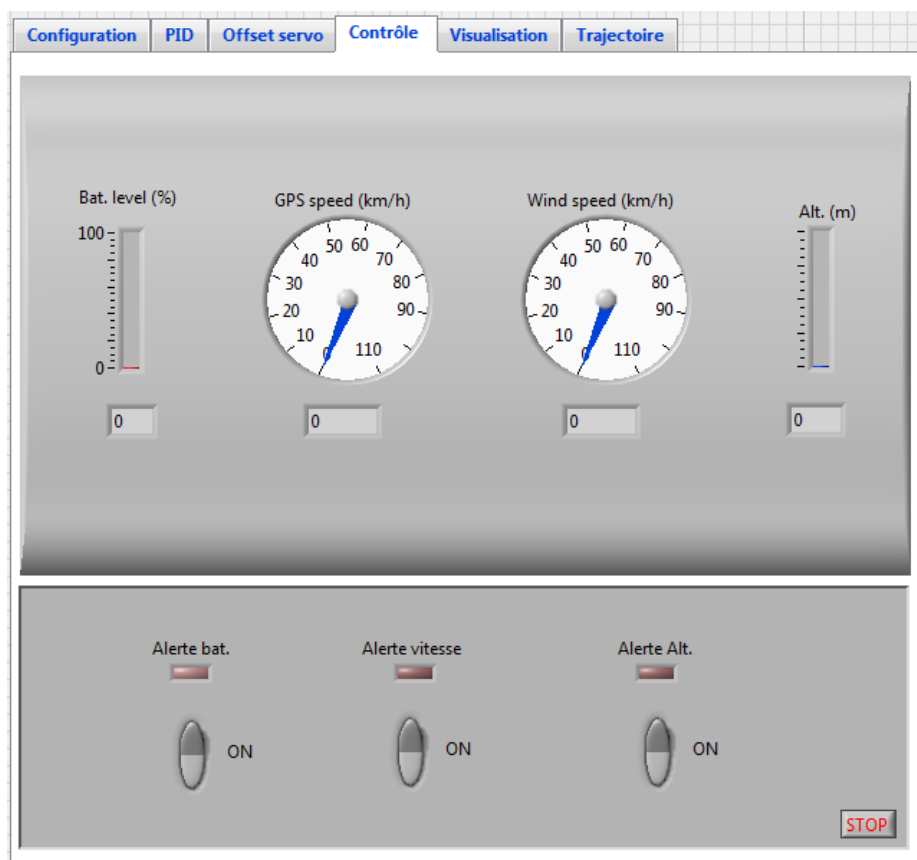 Configuration PID Offset servo Contrôle Visualisation Trajectoire
Bat. level (%) GPS speed (km/h) Wind speed (km/h) Alt. (m)
100
0
0 10 20 30 40 50 60 70 80 90 110
0 10 20 30 40 50 60 70 80 90 110
0 0 0 0
Alerte bat. Alerte vitesse Alerte Alt.
ON ON ON
STOP